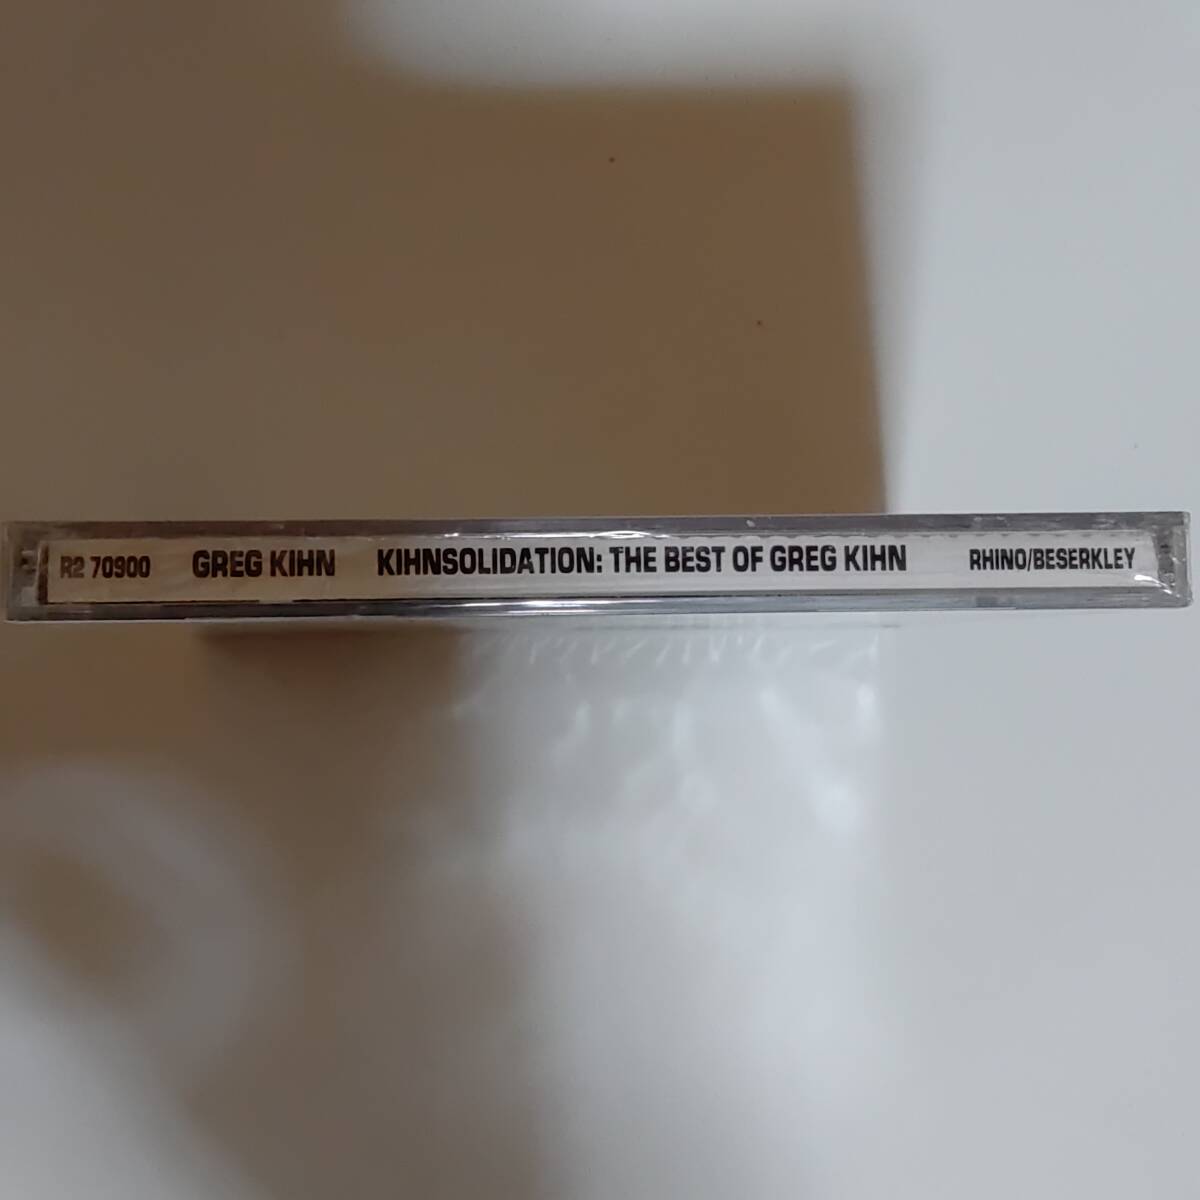 R2 70900 GREG KIHN KIHNSOLIDATION: THE BEST OF GREG KIHN RHINO/BESERKLEY